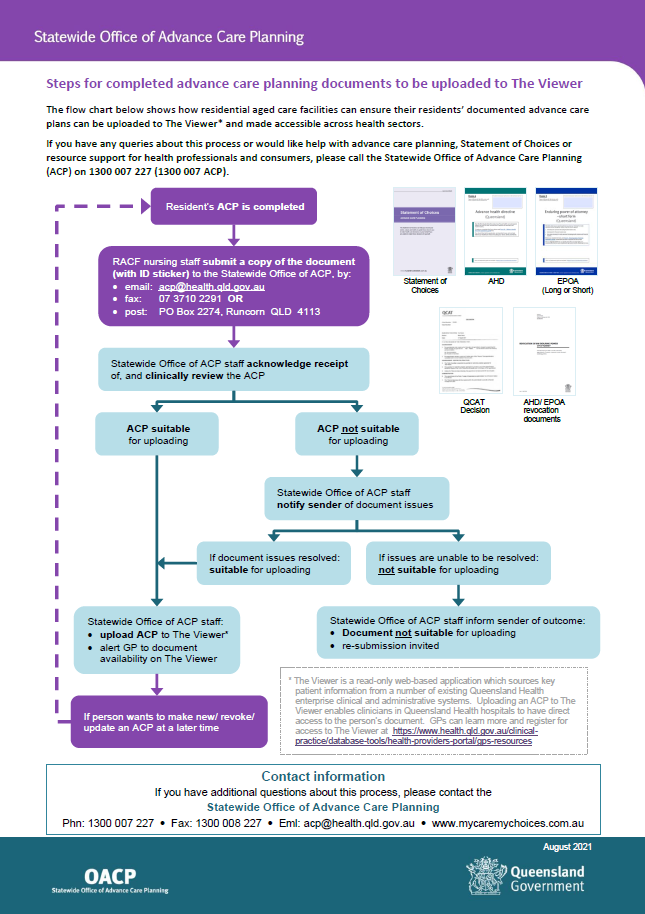 Statewide Office of Advance Care Planning
Steps for completed advance care planning documents to be uploaded to The Viewer
The flow chart below shows how residential aged care facilities can ensure their residents' documented advance care
plans can be uploaded to The Viewer* and made accessible across health sectors.
If you have any queries about this process or would like help with advance care planning, Statement of Choices or
resource support for health professionals and consumers, please call the Statewide Office of Advance Care Planning
(ACP) on 1300 007 227 (1300 007 ACP).
Resident's ACP is completed
RACF nursing staff submit a copy of the document
(with ID sticker) to the Statewide Office of ACP, by:
• email: acp@health.qld.gov.au
• fax: 07 3710 2291 OR
• post: PO Box 2274, Runcorn QLD 4113
Statement of Choices
Advance health directive
Enduring power of attorney
Statement of
Choices
AHD
EPOA
(Long or Short)
QCAT
QCAT
Decision
AHD/ EPOA
revocation
documents
Statewide Office of ACP staff acknowledge receipt
of, and clinically review the ACP
ACP suitable
for uploading
ACP not suitable
for uploading
Statewide Office of ACP staff
notify sender of document issues
If document issues resolved:
suitable for uploading
If issues are unable to be resolved:
not suitable for uploading
Statewide Office of ACP staff:
• upload ACP to The Viewer*
• alert GP to document
availability on The Viewer
Statewide Office of ACP staff inform sender of outcome:
• Document not suitable for uploading
• re-submission invited
If person wants to make new/ revoke/
update an ACP at a later time
* The Viewer is a read-only web-based application which sources key
patient information from a number of existing Queensland Health
enterprise clinical and administrative systems. Uploading an ACP to The
Viewer enables clinicians in Queensland Health hospitals to have direct
access to the person's document. GPs can learn more and register for
access to The Viewer at https://www.health.qld.gov.au/clinical-
practice/database-tools/health-providers-portal/gps-resources
Contact information
If you have additional questions about this process, please contact the
Statewide Office of Advance Care Planning
Phn: 1300 007 227 • Fax: 1300 008 227 • Eml: acp@health.qld.gov.au • www.mycaremychoices.com.au
August 2021
OACP
Statewide Office of Advance Care Planning
Queensland
Government